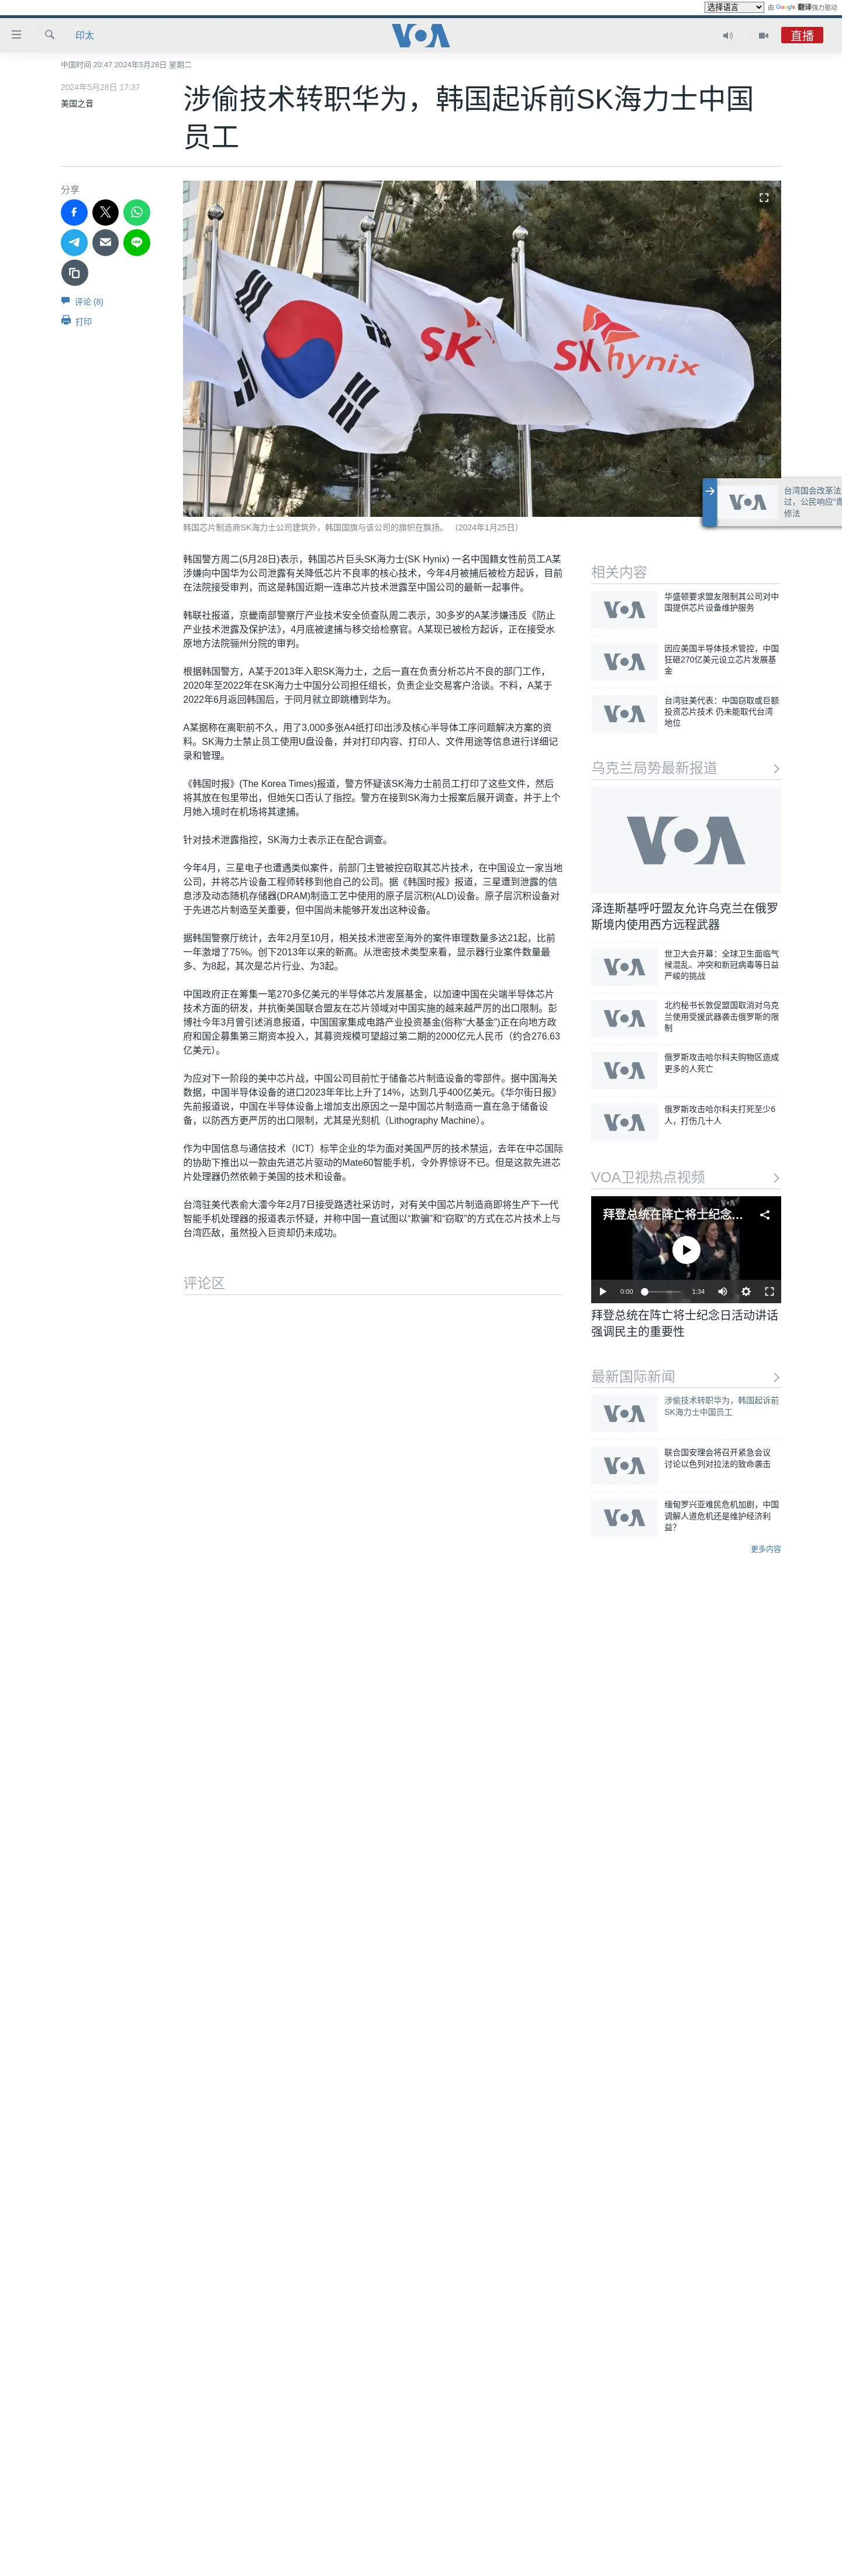 选择语言
由 Google 翻译强力驱动
印太
VOA
直播
中国时间 20:47 2024年5月28日 星期二
2024年5月28日 17:37
美国之音
涉偷技术转职华为，韩国起诉前SK海力士中国
员工
分享
评论 (8)
打印
SK
SK hynix
韩国芯片制造商SK海力士公司建筑外，韩国国旗与该公司的旗帜在飘扬。 （2024年1月25日）
VOA
台湾国会改革法
过，公民响应“青
修法
韩国警方周二(5月28日)表示，韩国芯片巨头SK海力士(SK Hynix) 一名中国籍女性前员工A某
涉嫌向中国华为公司泄露有关降低芯片不良率的核心技术，今年4月被捕后被检方起诉，目前
在法院接受审判，而这是韩国近期一连串芯片技术泄露至中国公司的最新一起事件。
韩联社报道，京畿南部警察厅产业技术安全侦查队周二表示，30多岁的A某涉嫌违反《防止
产业技术泄露及保护法》，4月底被逮捕与移交给检察官。A某现已被检方起诉，正在接受水
原地方法院骊州分院的审判。
根据韩国警方，A某于2013年入职SK海力士，之后一直在负责分析芯片不良的部门工作，
2020年至2022年在SK海力士中国分公司担任组长，负责企业交易客户洽谈。不料，A某于
2022年6月返回韩国后，于同月就立即跳槽到华为。
A某据称在离职前不久，用了3,000多张A4纸打印出涉及核心半导体工序问题解决方案的资
料。SK海力士禁止员工使用U盘设备，并对打印内容、打印人、文件用途等信息进行详细记
录和管理。
《韩国时报》(The Korea Times)报道，警方怀疑该SK海力士前员工打印了这些文件，然后
将其放在包里带出，但她矢口否认了指控。警方在接到SK海力士报案后展开调查，并于上个
月她入境时在机场将其逮捕。
针对技术泄露指控，SK海力士表示正在配合调查。
今年4月，三星电子也遭遇类似案件，前部门主管被控窃取其芯片技术，在中国设立一家当地
公司，并将芯片设备工程师转移到他自己的公司。据《韩国时报》报道，三星遭到泄露的信
息涉及动态随机存储器(DRAM)制造工艺中使用的原子层沉积(ALD)设备。原子层沉积设备对
于先进芯片制造至关重要，但中国尚未能够开发出这种设备。
据韩国警察厅统计，去年2月至10月，相关技术泄密至海外的案件审理数量多达21起，比前
一年激增了75%。创下2013年以来的新高。从泄密技术类型来看，显示器行业案件数量最
多、为8起，其次是芯片行业、为3起。
中国政府正在筹集一笔270多亿美元的半导体芯片发展基金，以加速中国在尖端半导体芯片
技术方面的研发，并抗衡美国联合盟友在芯片领域对中国实施的越来越严厉的出口限制。彭
博社今年3月曾引述消息报道，中国国家集成电路产业投资基金(俗称“大基金”)正在向地方政
府和国企募集第三期资本投入，其募资规模可望超过第二期的2000亿元人民币（约合276.63
亿美元）。
为应对下一阶段的美中芯片战，中国公司目前忙于储备芯片制造设备的零部件。据中国海关
数据，中国半导体设备的进口2023年年比上升了14%，达到几乎400亿美元。《华尔街日报》
先前报道说，中国在半导体设备上增加支出原因之一是中国芯片制造商一直在急于储备设
备，以防西方更严厉的出口限制，尤其是光刻机（Lithography Machine）。
作为中国信息与通信技术（ICT）标竿企业的华为面对美国严厉的技术禁运，去年在中芯国际
的协助下推出以一款由先进芯片驱动的Mate60智能手机，令外界惊讶不已。但是这款先进芯
片处理器仍然依赖于美国的技术和设备。
台湾驻美代表俞大㵢今年2月7日接受路透社采访时，对有关中国芯片制造商即将生产下一代
智能手机处理器的报道表示怀疑，并称中国一直试图以“欺骗”和“窃取”的方式在芯片技术上与
台湾匹敌，虽然投入巨资却仍未成功。
评论区
相关内容
VOA
华盛顿要求盟友限制其公司对中
国提供芯片设备维护服务
VOA
因应美国半导体技术管控，中国
狂砸270亿美元设立芯片发展基
金
VOA
台湾驻美代表：中国窃取或巨额
投资芯片技术 仍未能取代台湾
地位
乌克兰局势最新报道
VOA
泽连斯基呼吁盟友允许乌克兰在俄罗
斯境内使用西方远程武器
VOA
世卫大会开幕：全球卫生面临气
候混乱、冲突和新冠病毒等日益
严峻的挑战
VOA
北约秘书长敦促盟国取消对乌克
兰使用受援武器袭击俄罗斯的限
制
VOA
俄罗斯攻击哈尔科夫购物区造成
更多的人死亡
VOA
俄罗斯攻击哈尔科夫打死至少6
人，打伤几十人
VOA卫视热点视频
拜登总统在阵亡将士纪念...
0:00
1:34
拜登总统在阵亡将士纪念日活动讲话
强调民主的重要性
最新国际新闻
VOA
涉偷技术转职华为，韩国起诉前
SK海力士中国员工
VOA
联合国安理会将召开紧急会议
讨论以色列对拉法的致命袭击
VOA
缅甸罗兴亚难民危机加剧，中国
调解人道危机还是维护经济利
益？
更多内容